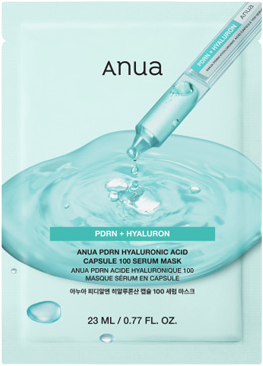 Anua
PDRN + HYALURON
PDRN + HYALURON
ANUA PDRN HYALURONIC ACID
CAPSULE 100 SERUM MASK
ANUA PDRN ACIDE HYALURONIQUE 100
MASQUE SÉRUM EN CAPSULE
아누아 피디알엔 히알루론산 캡슐 100 세럼 마스크
23 ML / 0.77 FL. OZ.